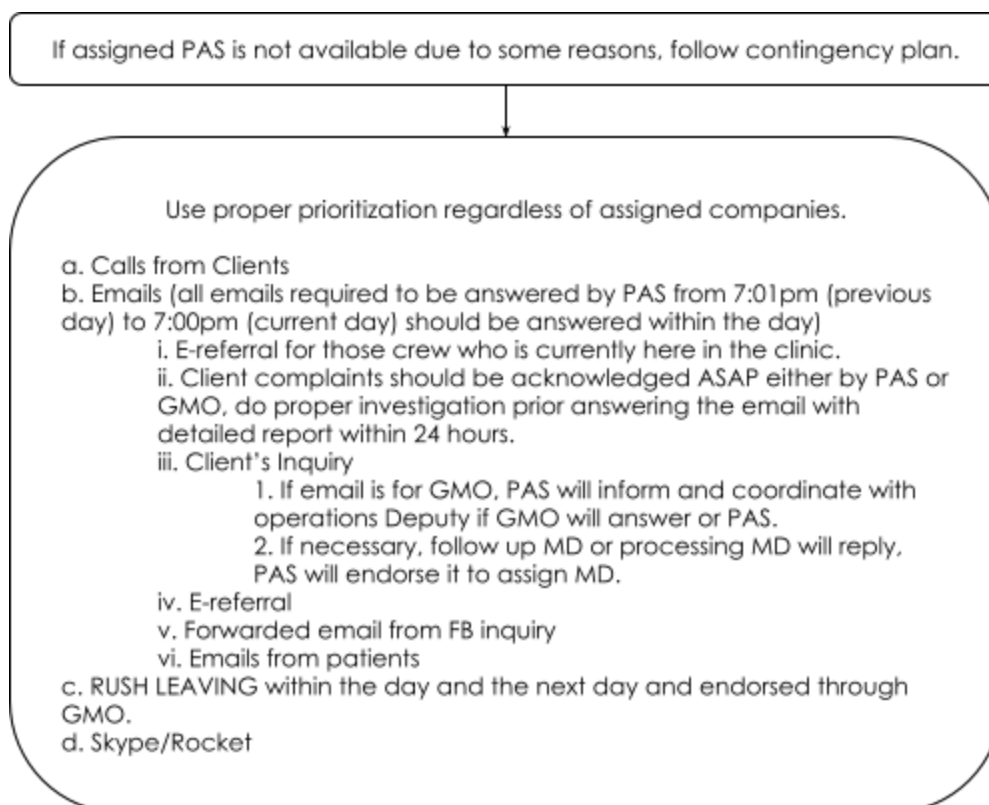 If assigned PAS is not available due to some reasons, follow contingency plan.
Use proper prioritization regardless of assigned companies.
a. Calls from Clients
b. Emails (all emails required to be answered by PAS from 7:01pm (previous
day) to 7:00pm (current day) should be answered within the day)
i. E-referral for those crew who is currently here in the clinic.
ii. Client complaints should be acknowledged ASAP either by PAS or
GMO, do proper investigation prior answering the email with
detailed report within 24 hours.
iii. Client's Inquiry
1. If email is for GMO, PAS will inform and coordinate with
operations Deputy if GMO will answer or PAS.
2. If necessary, follow up MD or processing MD will reply,
PAS will endorse it to assign MD.
iv. E-referral
v. Forwarded email from FB inquiry
vi. Emails from patients
c. RUSH LEAVING within the day and the next day and endorsed through
GMO.
d. Skype/Rocket